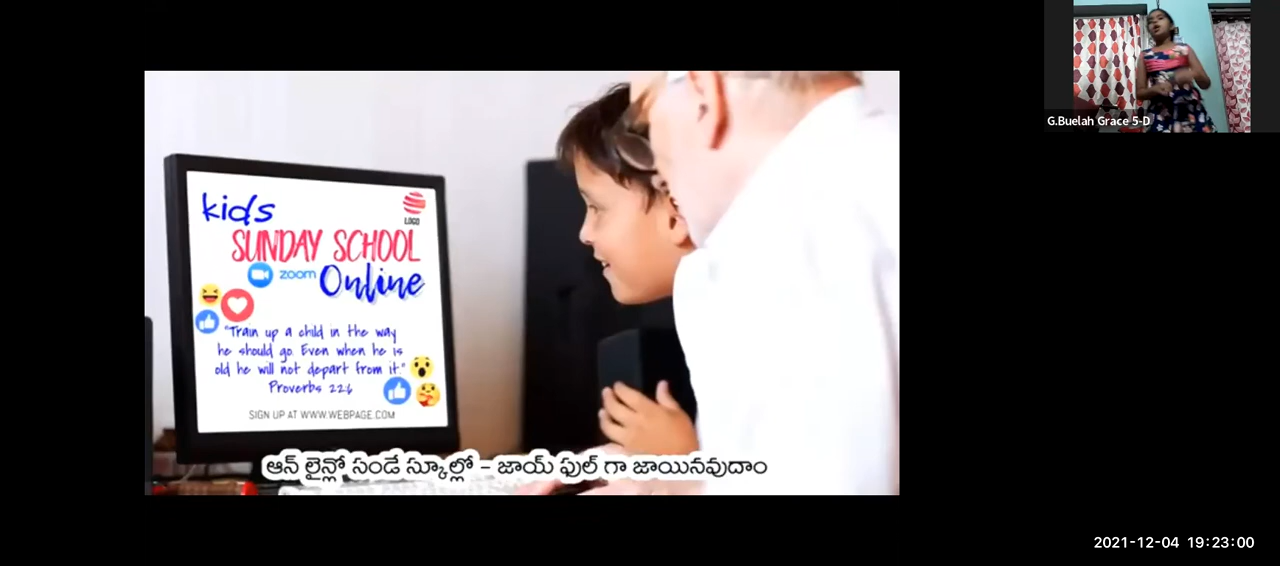 G.Buelah Grace 5-D
kids
LOGO
SUNDAY SCHOOL
zoom Online
"Train up a child in the way
he should go. Even when he is
old he will not depart from it."
Proverbs 22:6
SIGN UP AT WWW.WEBPAGE.COM
ఆన్ లైన్లో సండే స్కూల్లో – జాయ్ ఫుల్ గా జాయినవుదాం
2021-12-04 19:23:00